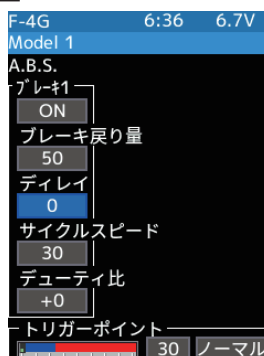 F-4G 6:36 6.7V
Model 1
A.B.S.
ブレーキ1
ON
ブレーキ戻り量
50
ディレイ
0
サイクルスピード
30
デューティ比
+0
トリガーポイント
30 ノーマル